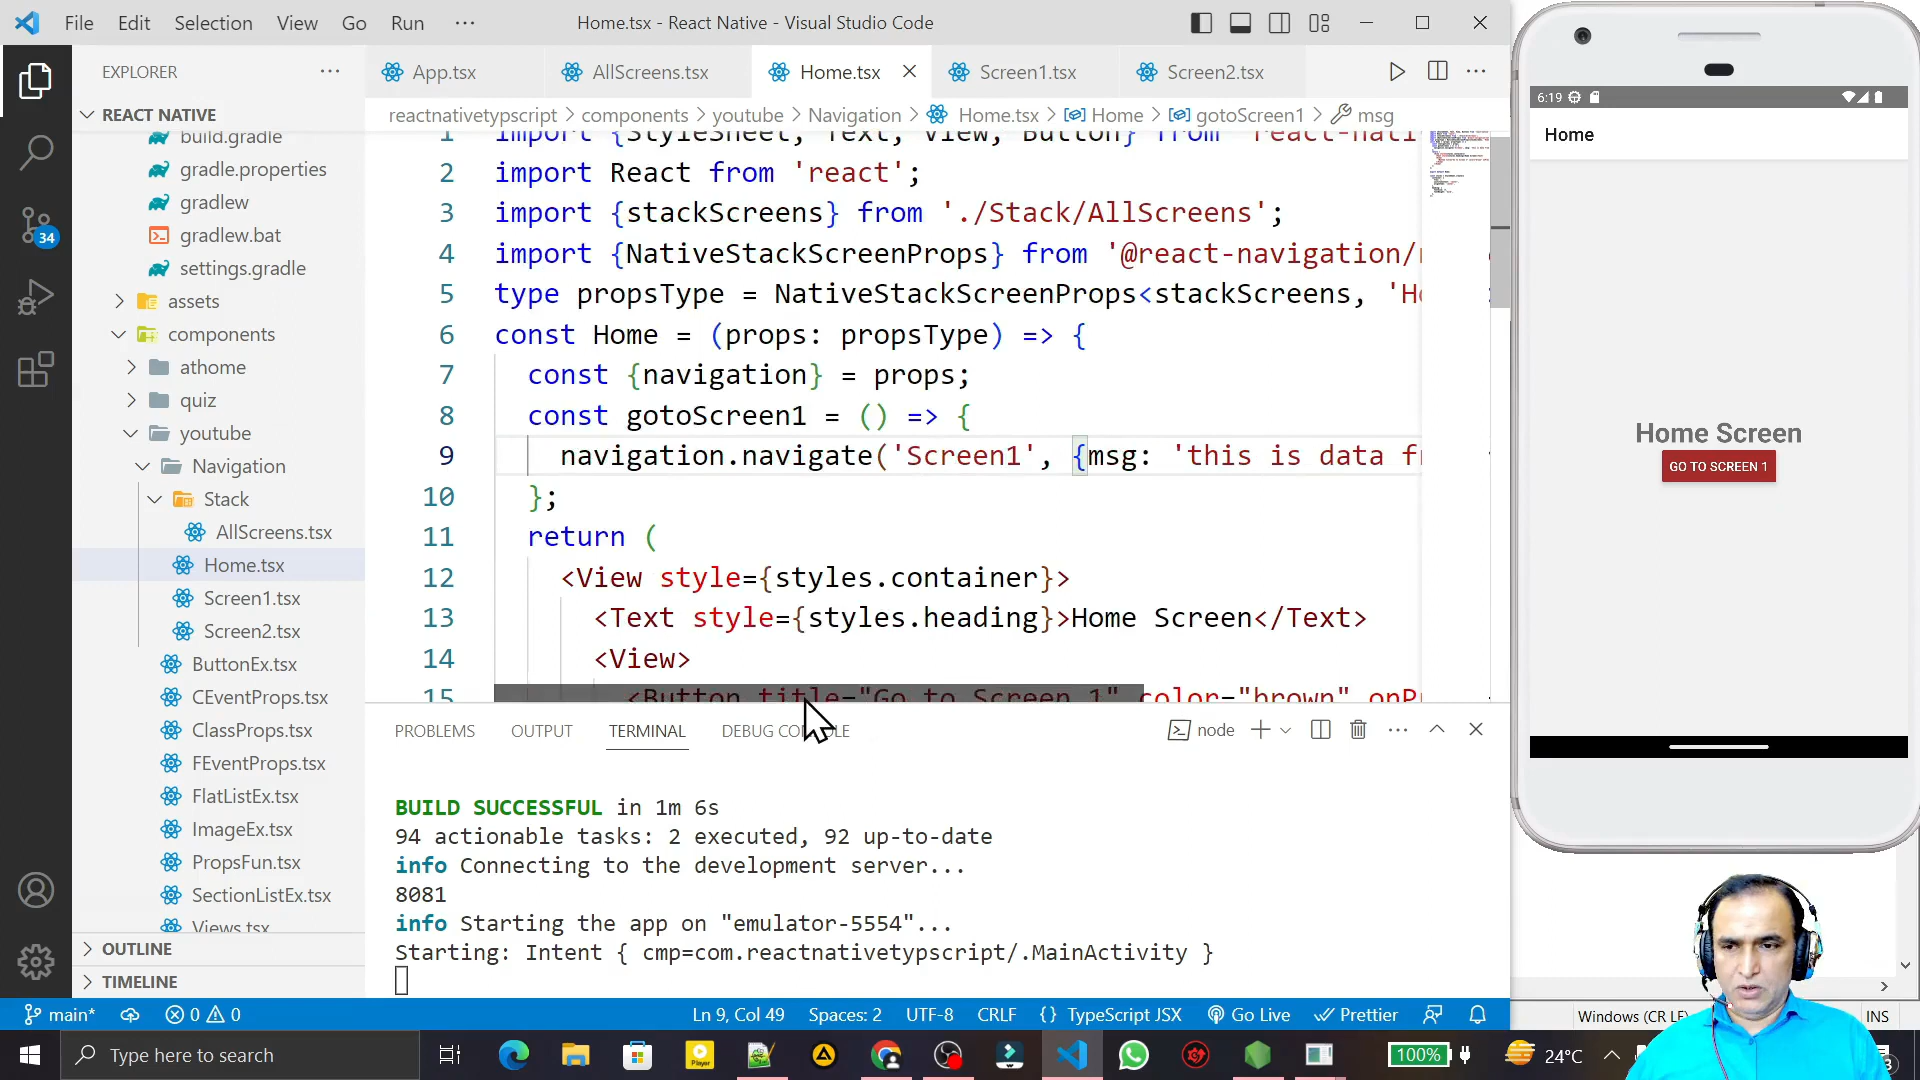 File Edit Selection View Go Run ··· Home.tsx - React Native - Visual Studio Code
EXPLORER ···
App.tsx AllScreens.tsx Home.tsx Screen1.tsx Screen2.tsx
REACT NATIVE
reactnativetypscript > components > youtube > Navigation > Home.tsx > Home > gotoScreen1 > msg
build.gradle
gradle.properties
gradlew
gradlew.bat
settings.gradle
assets
components
athome
quiz
youtube
Navigation
Stack
AllScreens.tsx
Home.tsx
Screen1.tsx
Screen2.tsx
ButtonEx.tsx
CEventProps.tsx
ClassProps.tsx
FEventProps.tsx
FlatListEx.tsx
ImageEx.tsx
PropsFun.tsx
SectionListEx.tsx
Views.tsx
OUTLINE
TIMELINE
34
1 import {StyleSheet, Text, View, Button} from 'react-nati
2 import React from 'react';
3 import {stackScreens} from './Stack/AllScreens';
4 import {NativeStackScreenProps} from '@react-navigation/
5 type propsType = NativeStackScreenProps<stackScreens, 'Ho
6 const Home = (props: propsType) => {
7 const {navigation} = props;
8 const gotoScreen1 = () => {
9 navigation.navigate('Screen1', {msg: 'this is data fr
10 };
11 return (
12 <View style={styles.container}>
13 <Text style={styles.heading}>Home Screen</Text>
14 <View>
15 <Button title="Go to Screen 1" color="brown" onP
PROBLEMS OUTPUT TERMINAL DEBUG CONSOLE node
BUILD SUCCESSFUL in 1m 6s
94 actionable tasks: 2 executed, 92 up-to-date
info Connecting to the development server...
8081
info Starting the app on "emulator-5554"...
Starting: Intent { cmp=com.reactnativetypscript/.MainActivity }
6:19
Home
Home Screen
GO TO SCREEN 1
main* 0 0 Ln 9, Col 49 Spaces: 2 UTF-8 CRLF {} TypeScript JSX Go Live Prettier
Windows (CR LF) INS
Type here to search Player 100% 24°C